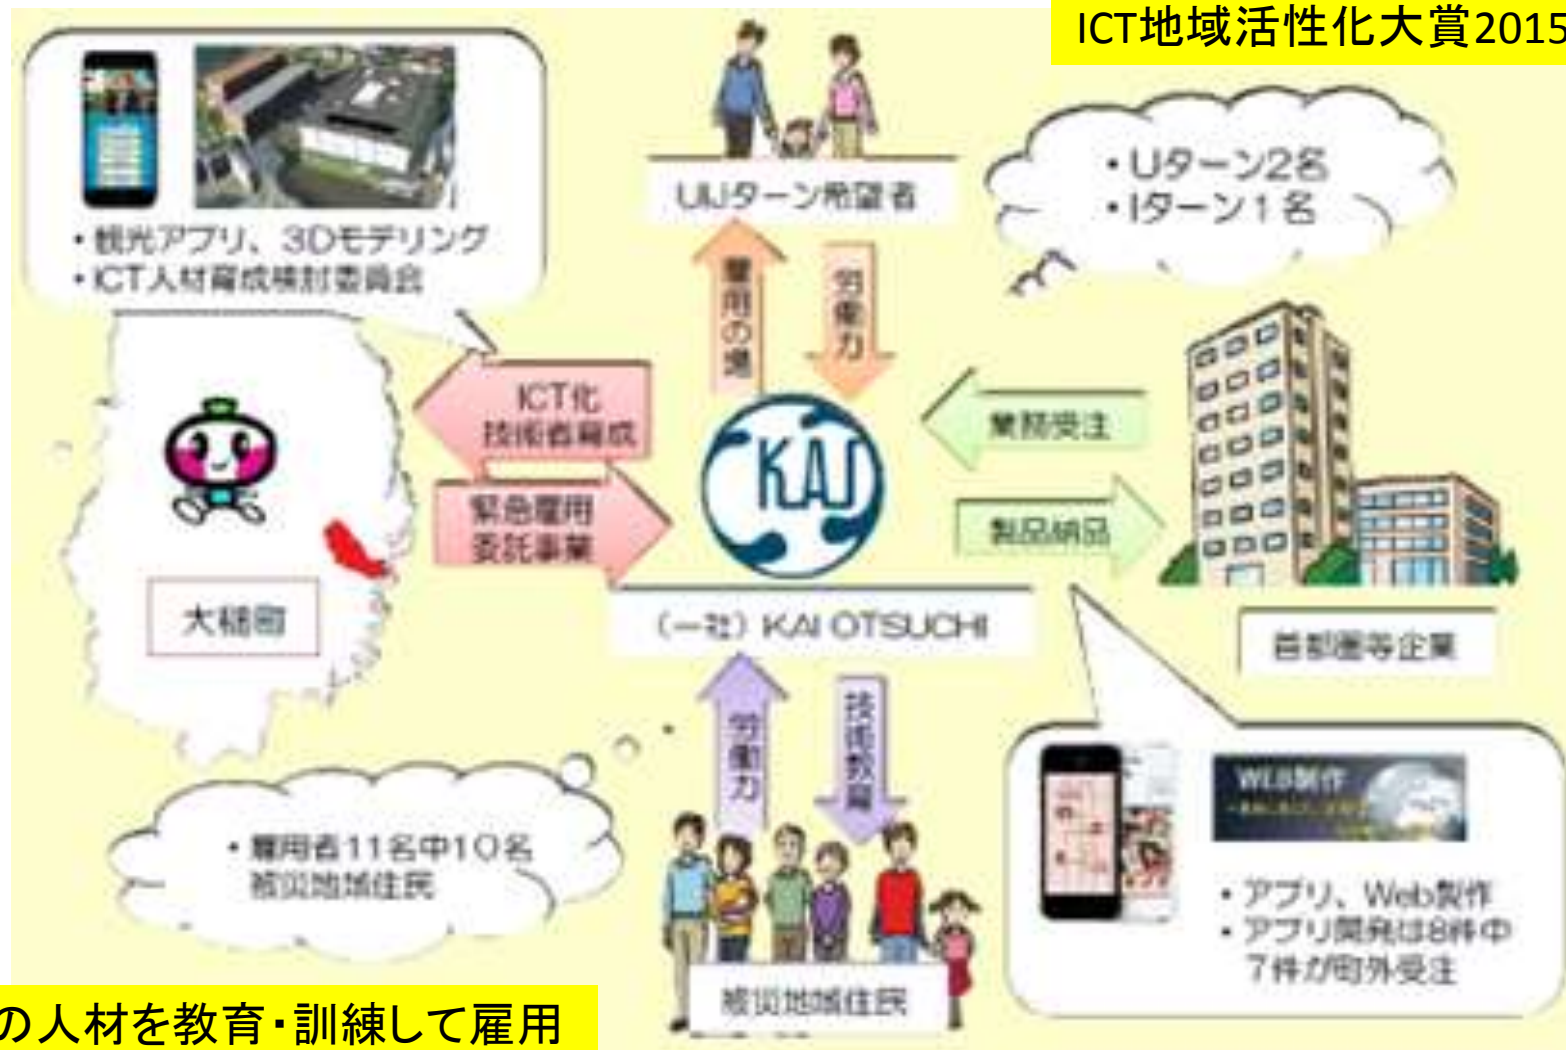 ICT地域活性化大賞2015
・観光アプリ、3Dモデリング
・ICT人材育成検討委員会
UIJターン希望者
・Uターン2名
・Iターン1名
雇用の場
労働力
ICT化
技術者育成
緊急雇用
委託事業
KAI
業務受注
製品納品
大槌町
(一社) KAI OTSUCHI
首都圏等企業
労働力
技術教育
・雇用者11名中10名
被災地域住民
被災地域住民
WEB製作
・アプリ、Web製作
・アプリ開発は8件中
7件が町外受注
の人材を教育・訓練して雇用